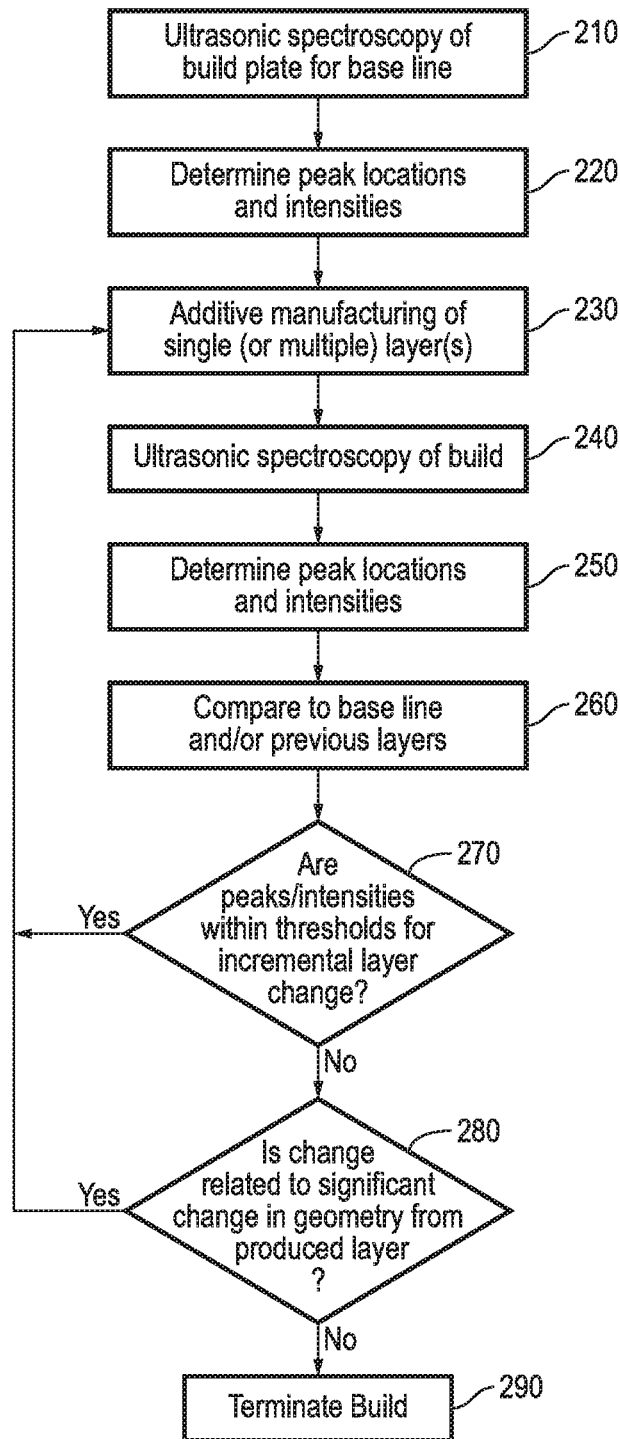 Ultrasonic spectroscopy of
build plate for base line
210
Determine peak locations
and intensities
220
Additive manufacturing of
single (or multiple) layer(s)
230
Ultrasonic spectroscopy of build
240
Determine peak locations
and intensities
250
Compare to base line
and/or previous layers
260
270
Are
peaks/intensities
within thresholds for
incremental layer
change?
Yes
No
280
Is change
related to significant
change in geometry from
produced layer
?
Yes
No
Terminate Build
290